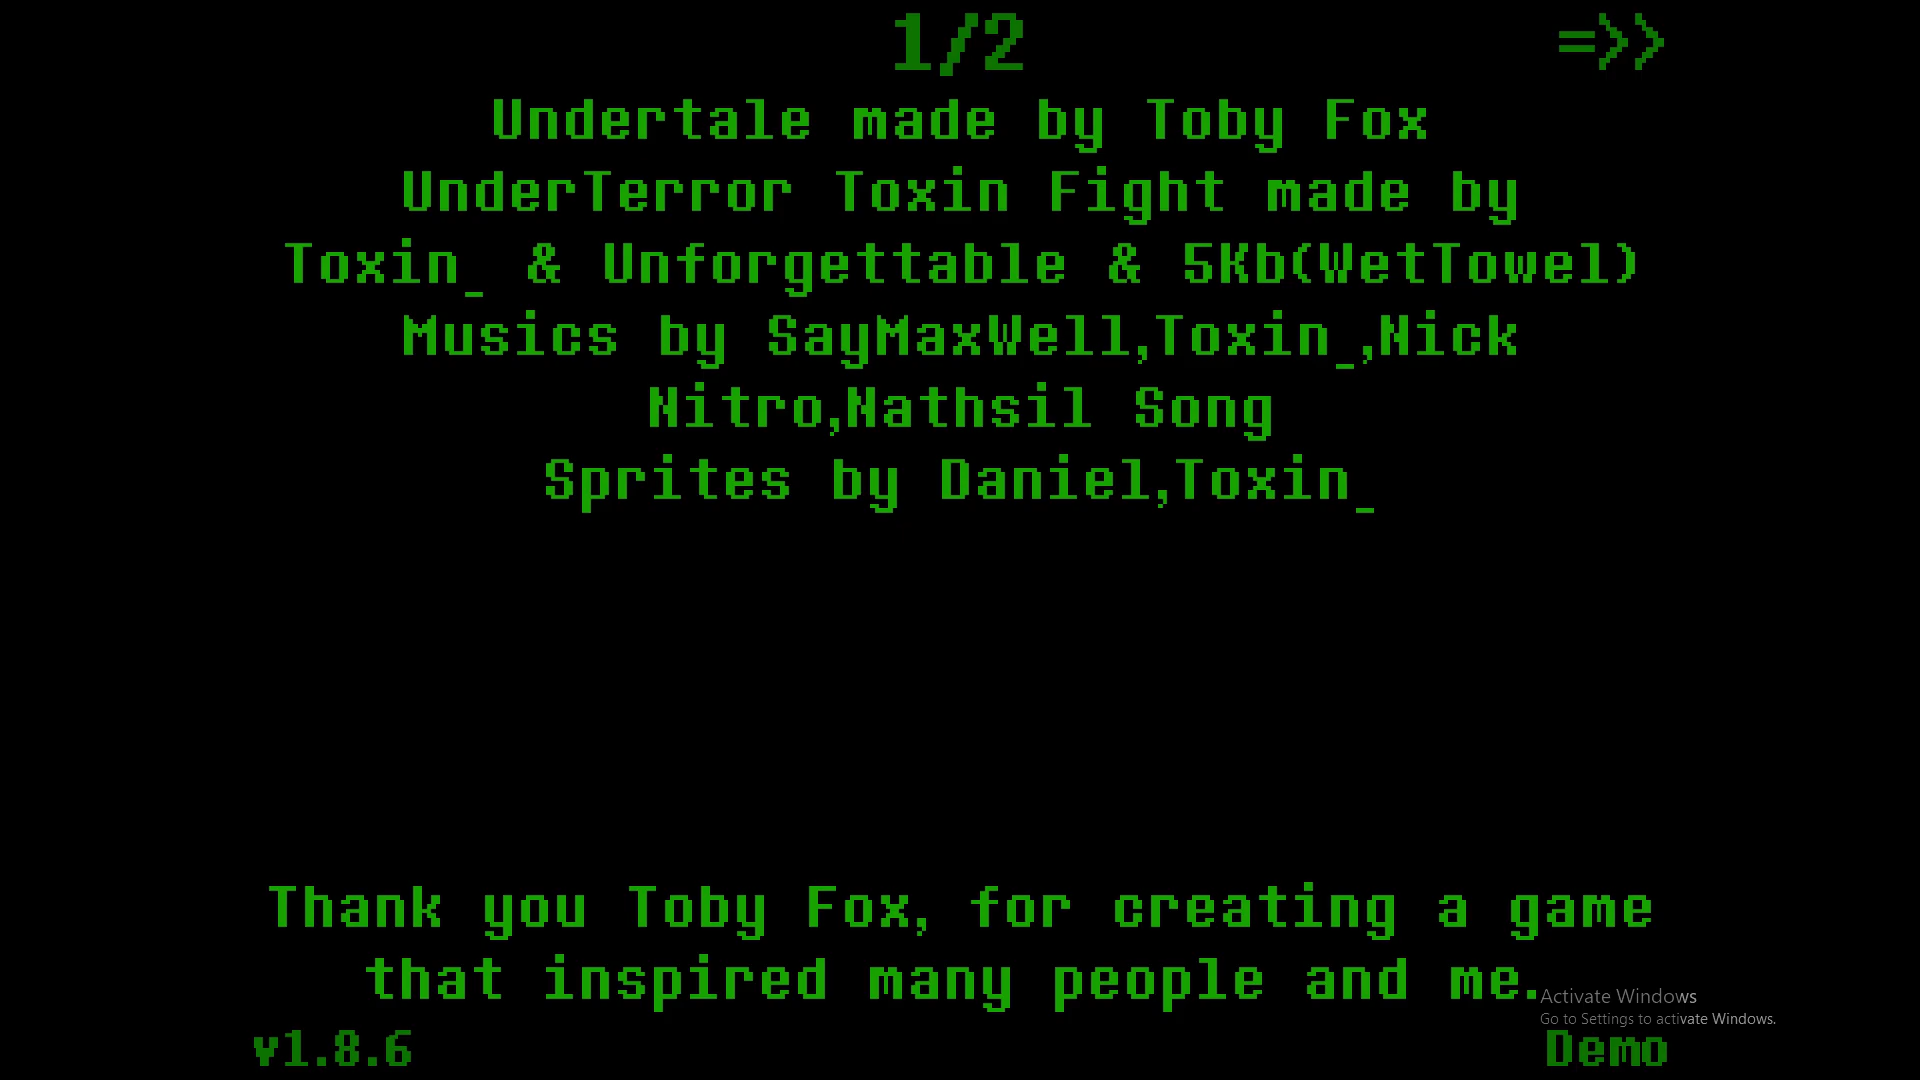 1/2 =>>
Undertale made by Toby Fox
UnderTerror Toxin Fight made by
Toxin_ & Unforgettable & 5Kb(WetTowel)
Musics by SayMaxWell,Toxin_,Nick
Nitro,Nathsil Song
Sprites by Daniel,Toxin_
Thank you Toby Fox, for creating a game
that inspired many people and me.
Activate Windows
Go to Settings to activate Windows.
v1.8.6 Demo